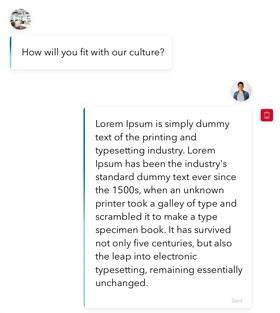 How will you fit with our culture?
Lorem Ipsum is simply dummy
text of the printing and
typesetting industry. Lorem
Ipsum has been the industry's
standard dummy text ever since
the 1500s, when an unknown
printer took a galley of type and
scrambled it to make a type
specimen book. It has survived
not only five centuries, but also
the leap into electronic
typesetting, remaining essentially
unchanged.
Sent